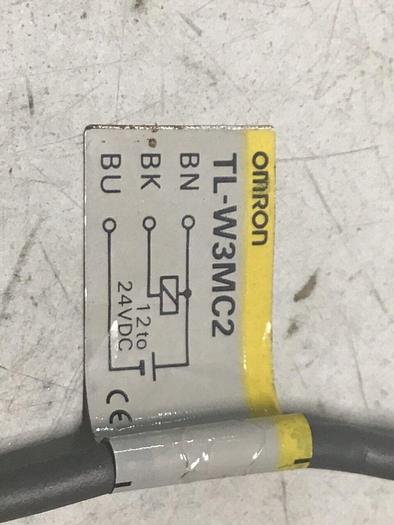 OMRON
TL-W3MC2
BN
BK
BU
12 to
24VDC
CE